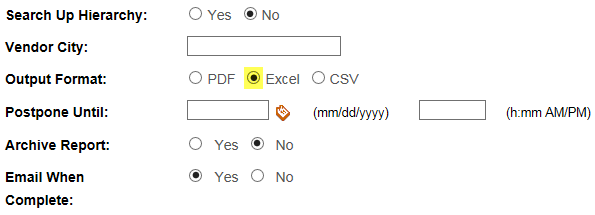 Search Up Hierarchy: Yes No
Vendor City:
Output Format: PDF Excel CSV
Postpone Until: (mm/dd/yyyy) (h:mm AM/PM)
Archive Report: Yes No
Email When Yes No
Complete: